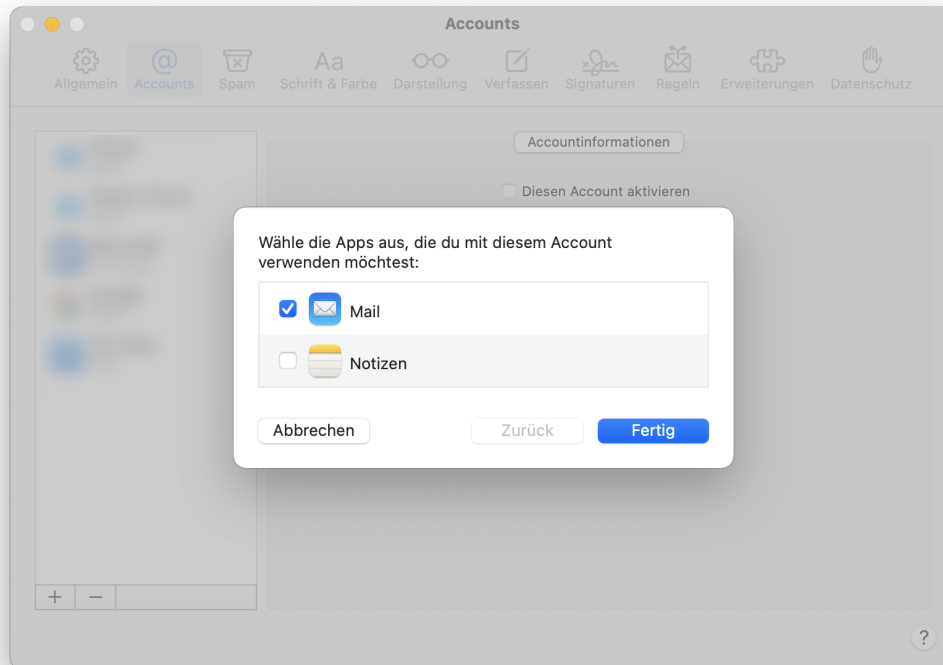 Accounts
Allgemein
Accounts
Spam
Aa
Schrift & Farbe
Darstellung
Verfassen
Signaturen
Regeln
Erweiterungen
Datenschutz
Accountinformationen
Diesen Account aktivieren
Wähle die Apps aus, die du mit diesem Account
verwenden möchtest:
Mail
Notizen
Abbrechen
Zurück
Fertig
?